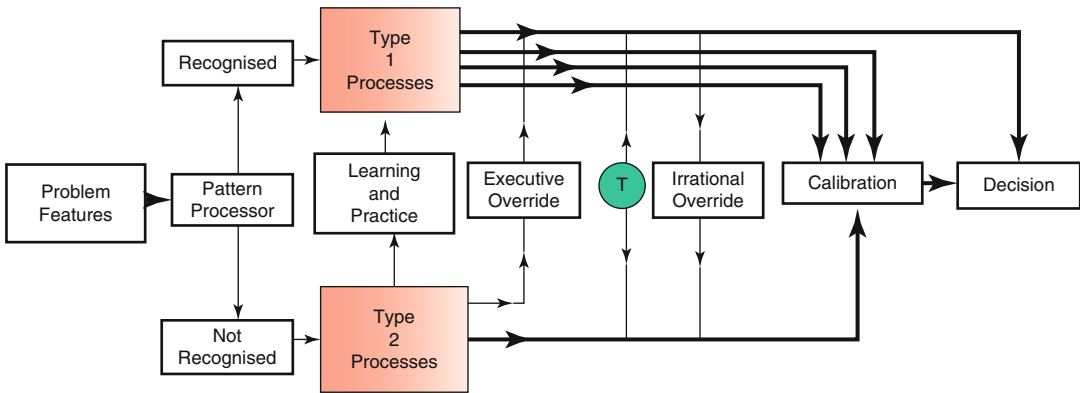 Problem
Features
Pattern
Processor
Recognised
Not
Recognised
Type
1
Processes
Learning
and
Practice
Type
2
Processes
Executive
Override
T
Irrational
Override
Calibration
Decision